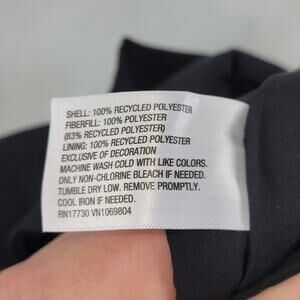 SHELL: 100% RECYCLED POLYESTER
FIBERFILL: 100% POLYESTER
(83% RECYCLED POLYESTER)
LINING: 100% RECYCLED POLYESTER
EXCLUSIVE OF DECORATION
MACHINE WASH COLD WITH LIKE COLORS.
ONLY NON-CHLORINE BLEACH IF NEEDED.
TUMBLE DRY LOW. REMOVE PROMPTLY.
COOL IRON IF NEEDED.
RN17730 VN1069804